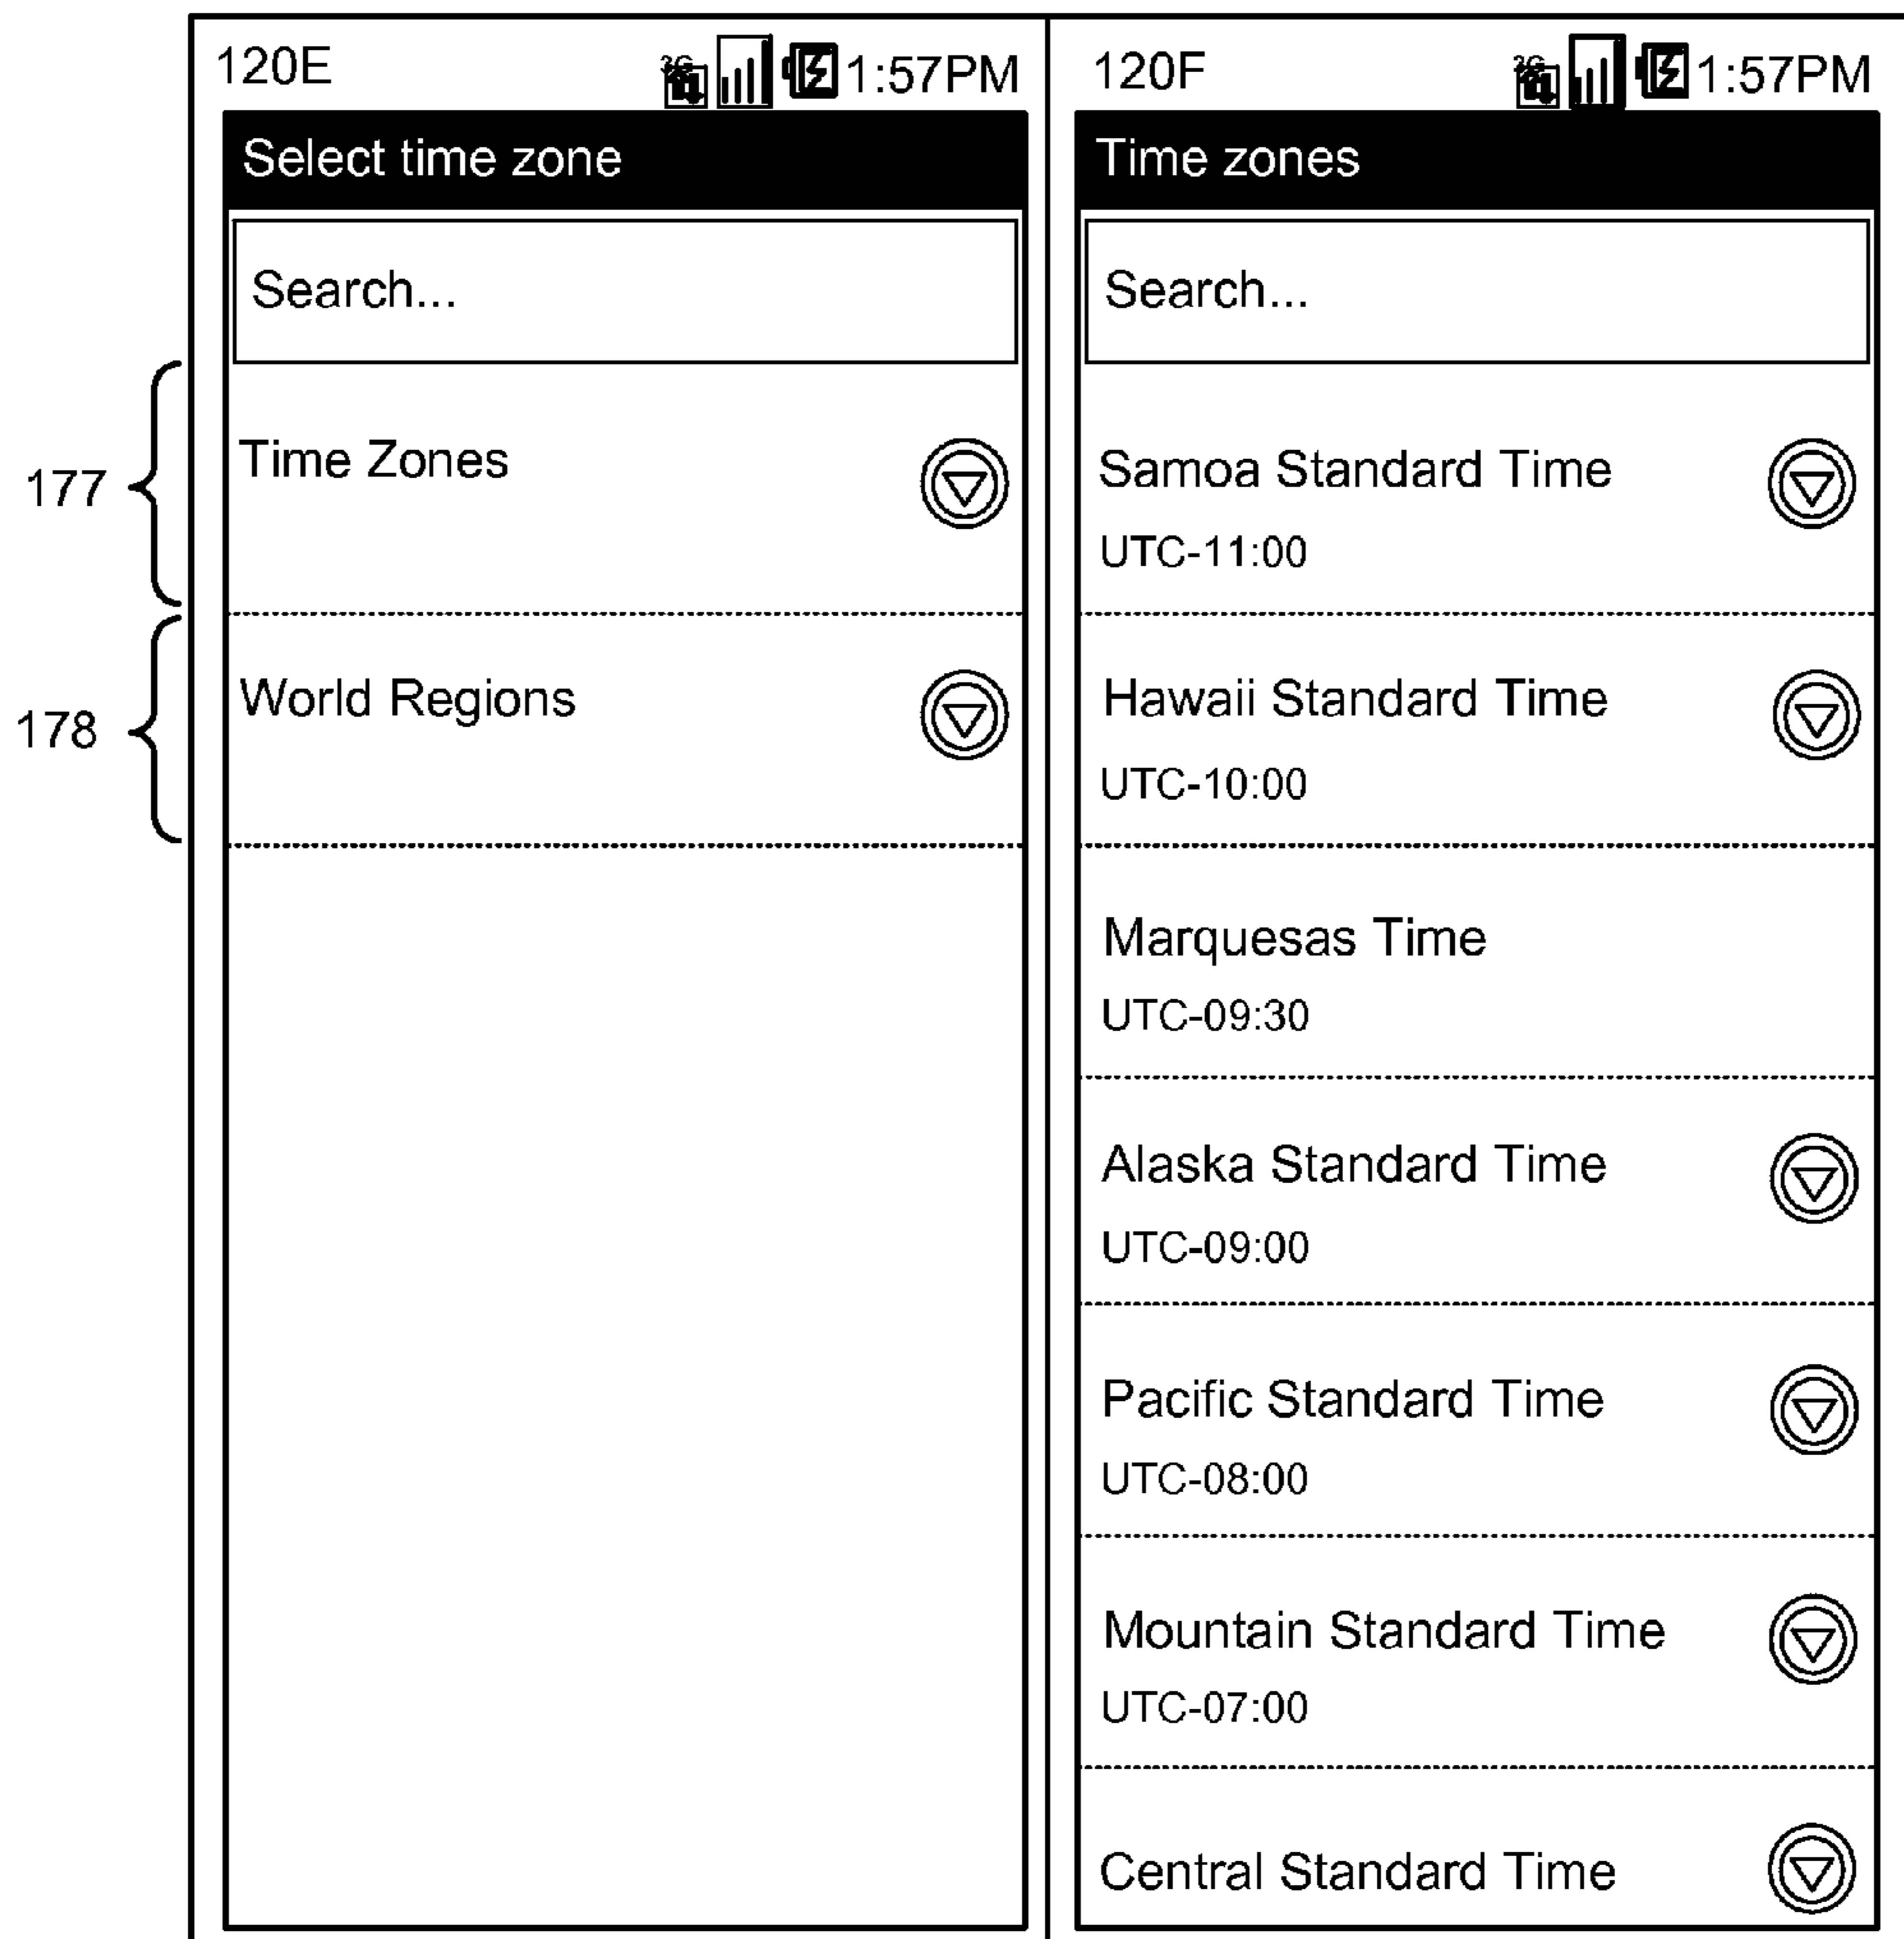 120E
3G
1:57PM
Select time zone
Search...
177
Time Zones
178
World Regions
120F
3G
1:57PM
Time zones
Search...
Samoa Standard Time
UTC-11:00
Hawaii Standard Time
UTC-10:00
Marquesas Time
UTC-09:30
Alaska Standard Time
UTC-09:00
Pacific Standard Time
UTC-08:00
Mountain Standard Time
UTC-07:00
Central Standard Time